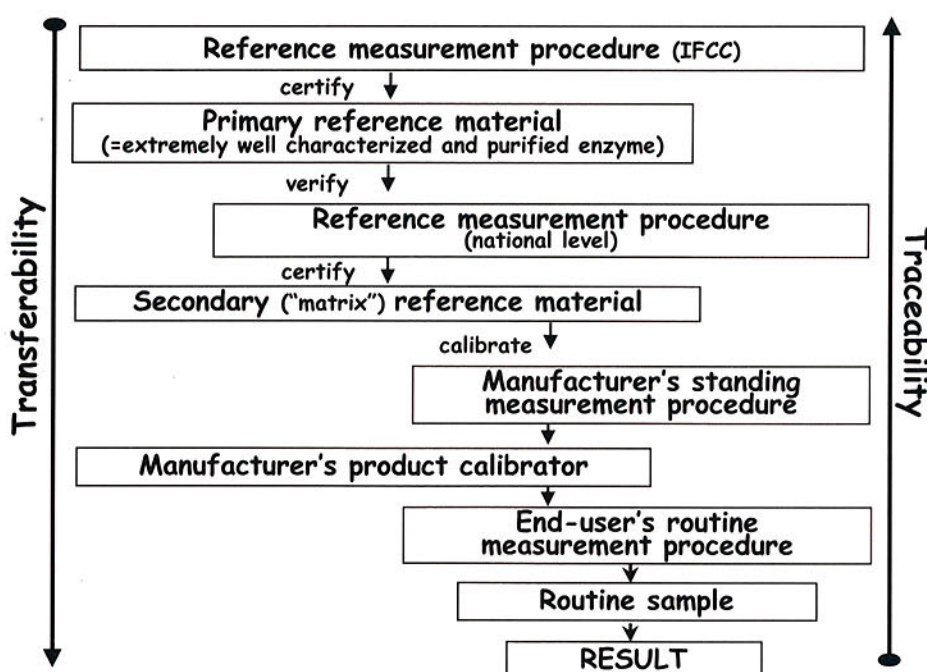 Reference measurement procedure (IFCC)
certify
Primary reference material
(=extremely well characterized and purified enzyme)
verify
Reference measurement procedure
(national level)
certify
Secondary ("matrix") reference material
calibrate
Manufacturer's standing
measurement procedure
Manufacturer's product calibrator
End-user's routine
measurement procedure
Routine sample
RESULT
Transferability
Traceability